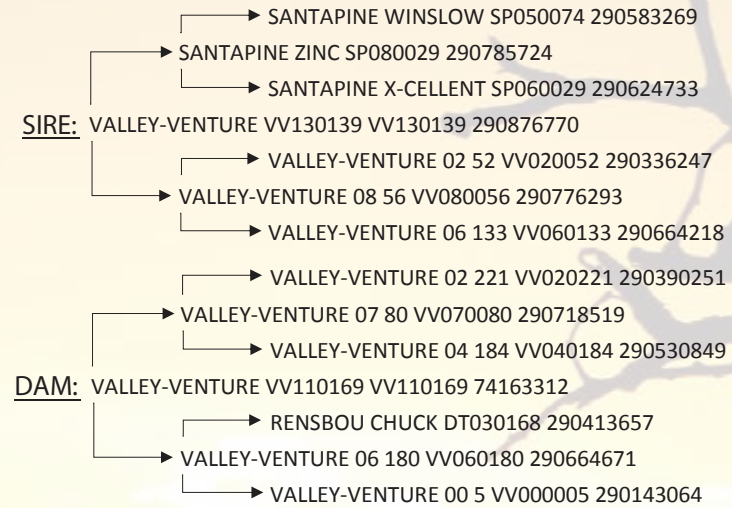 SANTAPINE WINSLOW SP050074 290583269
SANTAPINE ZINC SP080029 290785724
SANTAPINE X-CELLENT SP060029 290624733
SIRE: VALLEY-VENTURE VV130139 VV130139 290876770
VALLEY-VENTURE 02 52 VV020052 290336247
VALLEY-VENTURE 08 56 VV080056 290776293
VALLEY-VENTURE 06 133 VV060133 290664218
VALLEY-VENTURE 02 221 VV020221 290390251
VALLEY-VENTURE 07 80 VV070080 290718519
VALLEY-VENTURE 04 184 VV040184 290530849
DAM: VALLEY-VENTURE VV110169 VV110169 74163312
RENSBOU CHUCK DT030168 290413657
VALLEY-VENTURE 06 180 VV060180 290664671
VALLEY-VENTURE 00 5 VV000005 290143064